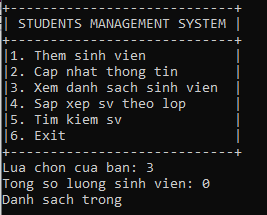 +----------------------------+
| STUDENTS MANAGEMENT SYSTEM |
+----------------------------+
|1. Them sinh vien           |
|2. Cap nhat thong tin       |
|3. Xem danh sach sinh vien  |
|4. Sap xep sv theo lop      |
|5. Tim kiem sv              |
|6. Exit                     |
+----------------------------+
Lua chon cua ban: 3
Tong so luong sinh vien: 0
Danh sach trong